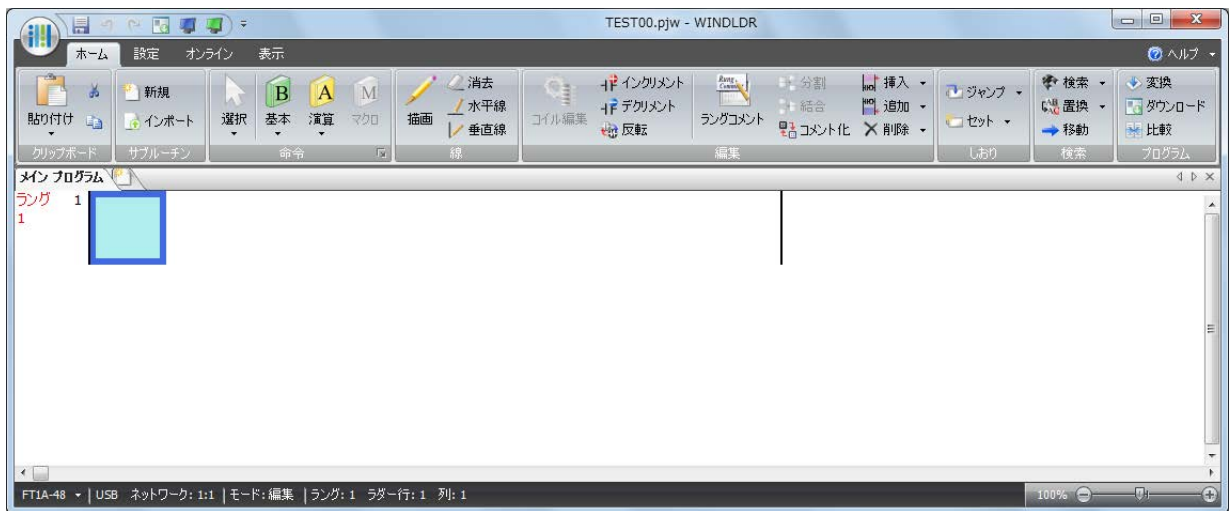 TEST00.pjw - WINDLDR
ホーム 設定 オンライン 表示 ヘルプ
貼り付け
クリップボード
新規
インポート
サブルーチン
選択 B 基本 A 演算 M マクロ
命令
描画
消去
水平線
垂直線
線
コイル編集
インクリメント
デクリメント
反転
Rung Comment
ラングコメント
分割
結合
コメント化
挿入
追加
削除
編集
ジャンプ
セット
しおり
検索
置換
移動
検索
変換
ダウンロード
比較
プログラム
メイン プログラム
ラング 1
1
FT1A-48 | USB ネットワーク: 1:1 | モード: 編集 | ラング: 1 ラダー行: 1 列: 1 100%